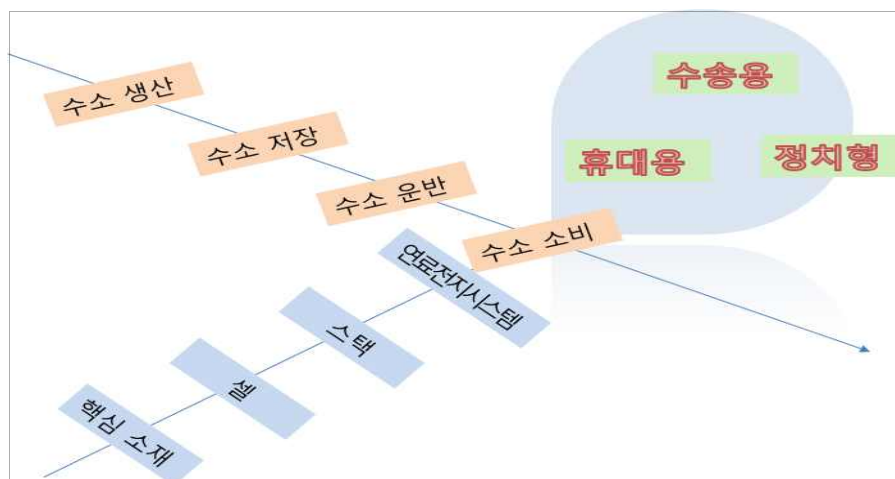 수송용
휴대용
정치형
수소 생산
수소 저장
수소 운반
수소 소비
연료전지시스템
스택
셀
핵심 소재